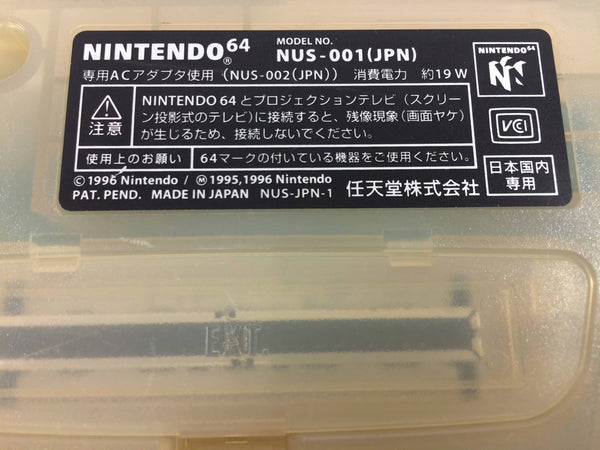 NINTENDO64®
MODEL NO.
NUS-001(JPN)
専用ACアダプタ使用 (NUS-002(JPN)) 消費電力 約19W
注意
NINTENDO 64とプロジェクションテレビ(スクリーン投影式のテレビ)に接続すると、残像現象(画面ヤケ)
が生じるため、接続しないでください。
使用上のお願い 64マークの付いている機器をご使用ください。
©1996 Nintendo / Ⓜ1995,1996 Nintendo
PAT. PEND. MADE IN JAPAN NUS-JPN-1 任天堂株式会社
NINTENDO64
VCCI
日本国内
専用
EXT.